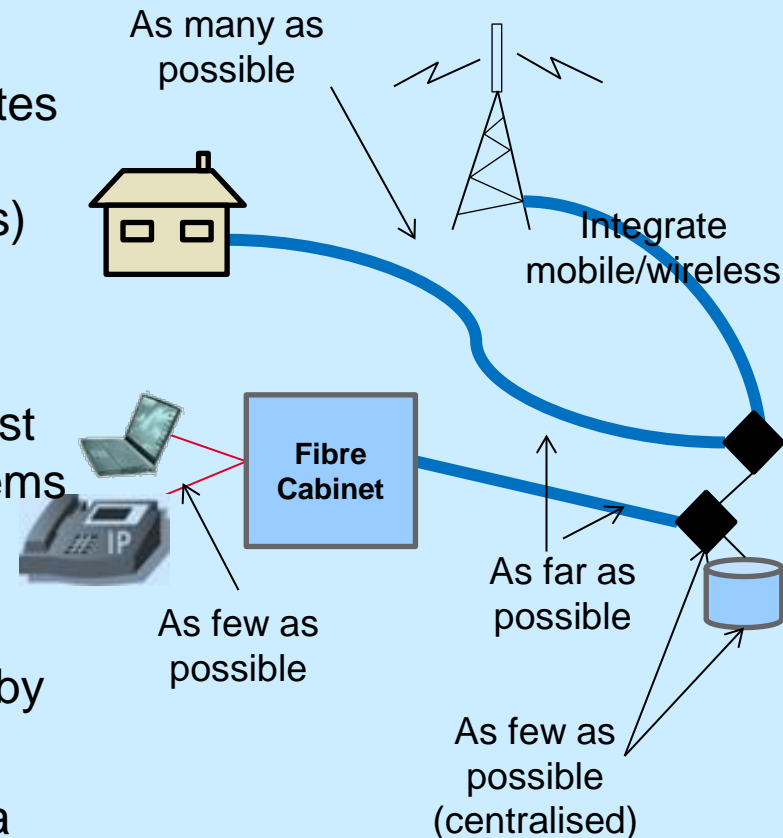 As many as
possible
tes
s)
Integrate
mobile/wireless
st
ems
Fibre
Cabinet
IP
As far as
possible
As few as
possible
by
As few as
possible
(centralised)
a